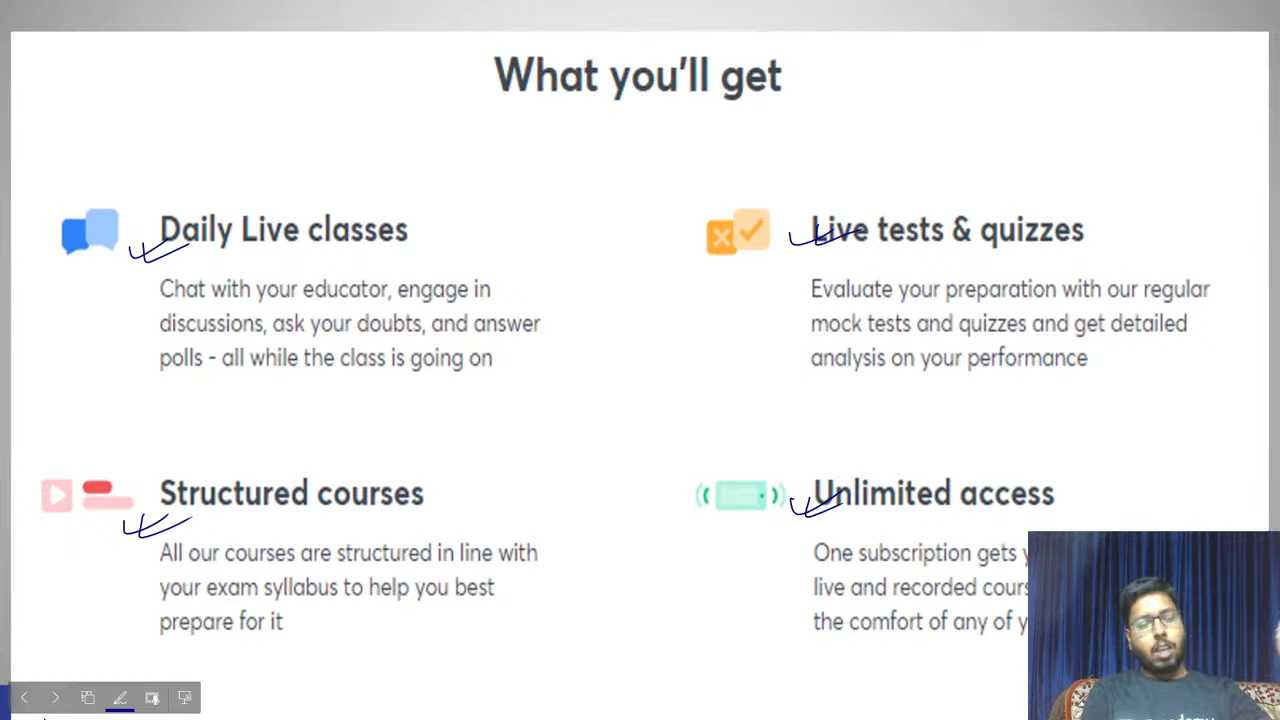 What you'll get
Daily Live classes
Chat with your educator, engage in
discussions, ask your doubts, and answer
polls - all while the class is going on
Live tests & quizzes
Evaluate your preparation with our regular
mock tests and quizzes and get detailed
analysis on your performance
Structured courses
All our courses are structured in line with
your exam syllabus to help you best
prepare for it
Unlimited access
One subscription gets
live and recorded
the comfort of any of